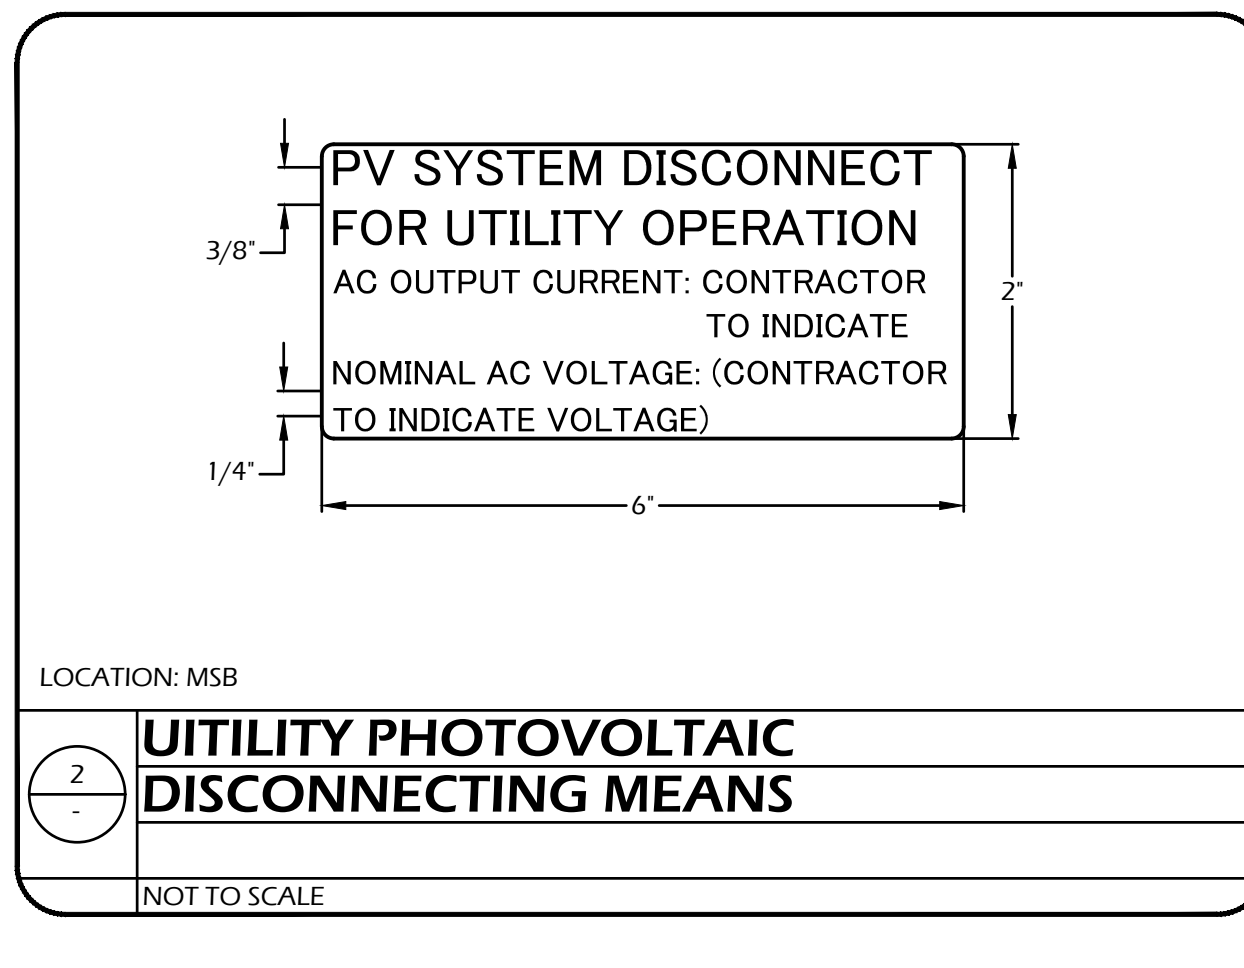 PV SYSTEM DISCONNECT
FOR UTILITY OPERATION
3/8"
AC OUTPUT CURRENT: CONTRACTOR
2"
TO INDICATE
NOMINAL AC VOLTAGE: (CONTRACTOR
TO INDICATE VOLTAGE)
1/4"
6"
LOCATION: MSB
UITILITY PHOTOVOLTAIC
2
DISCONNECTING MEANS
-
NOT TO SCALE